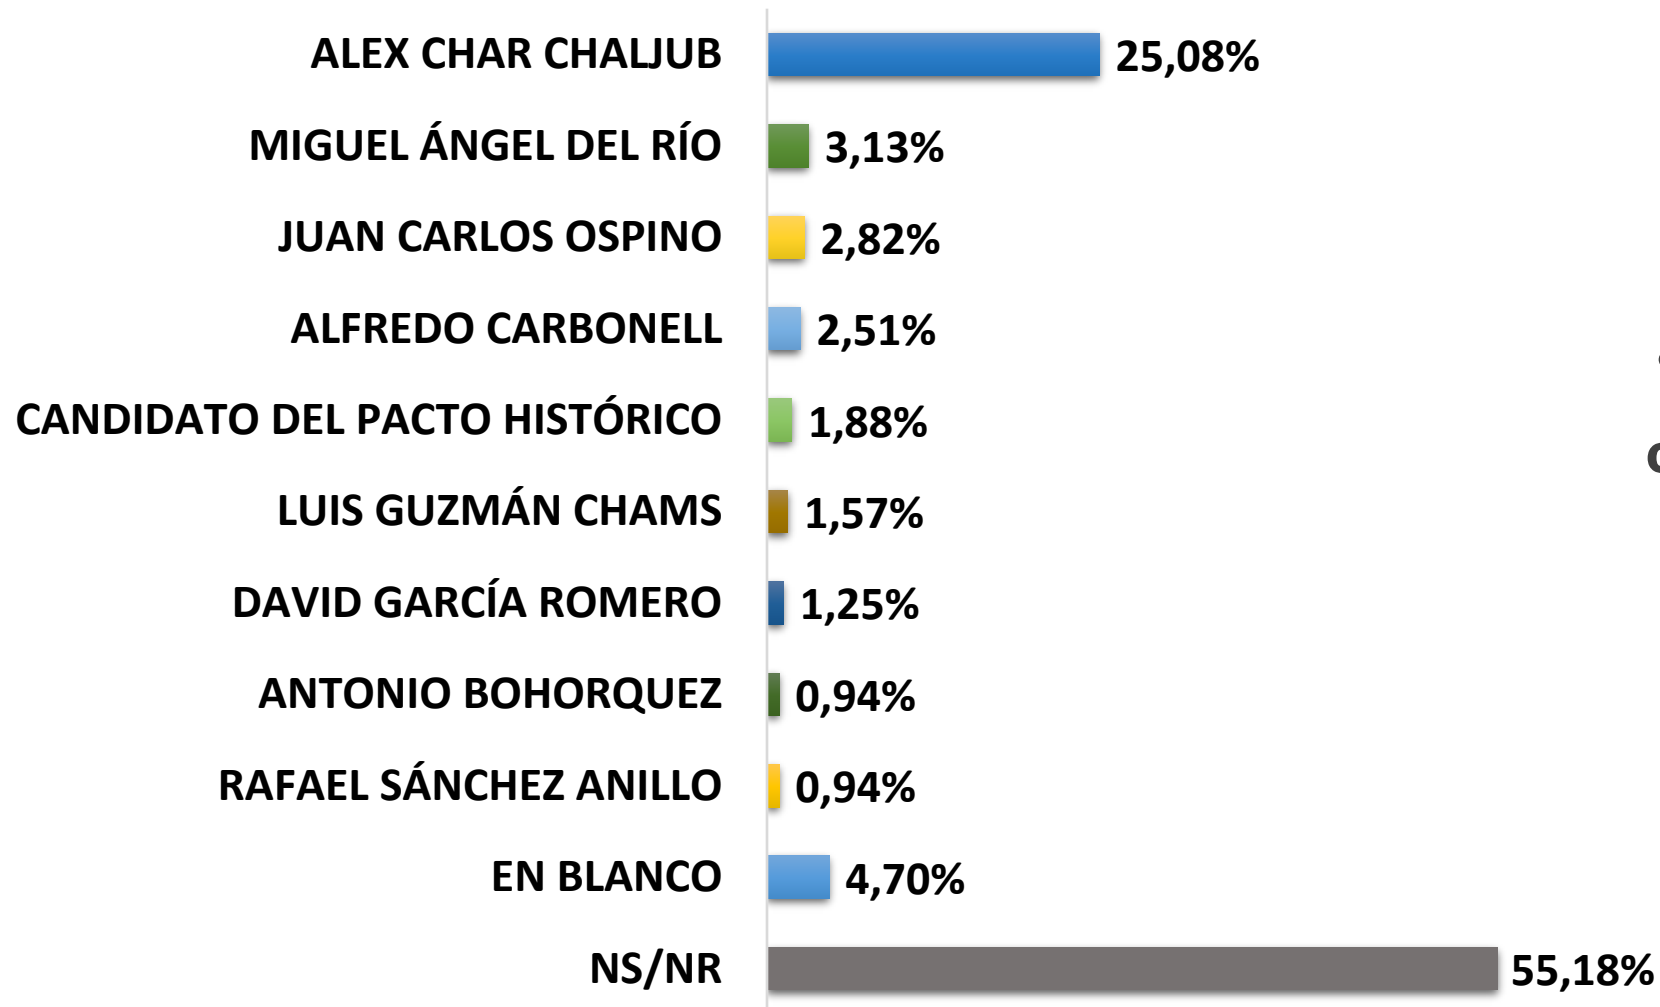 ALEX CHAR CHALJUB 25,08%
MIGUEL ÁNGEL DEL RÍO 3,13%
JUAN CARLOS OSPINO 2,82%
ALFREDO CARBONELL 2,51%
CANDIDATO DEL PACTO HISTÓRICO 1,88%
LUIS GUZMÁN CHAMS 1,57%
DAVID GARCÍA ROMERO 1,25%
ANTONIO BOHORQUEZ 0,94%
RAFAEL SÁNCHEZ ANILLO 0,94%
EN BLANCO 4,70%
NS/NR 55,18%